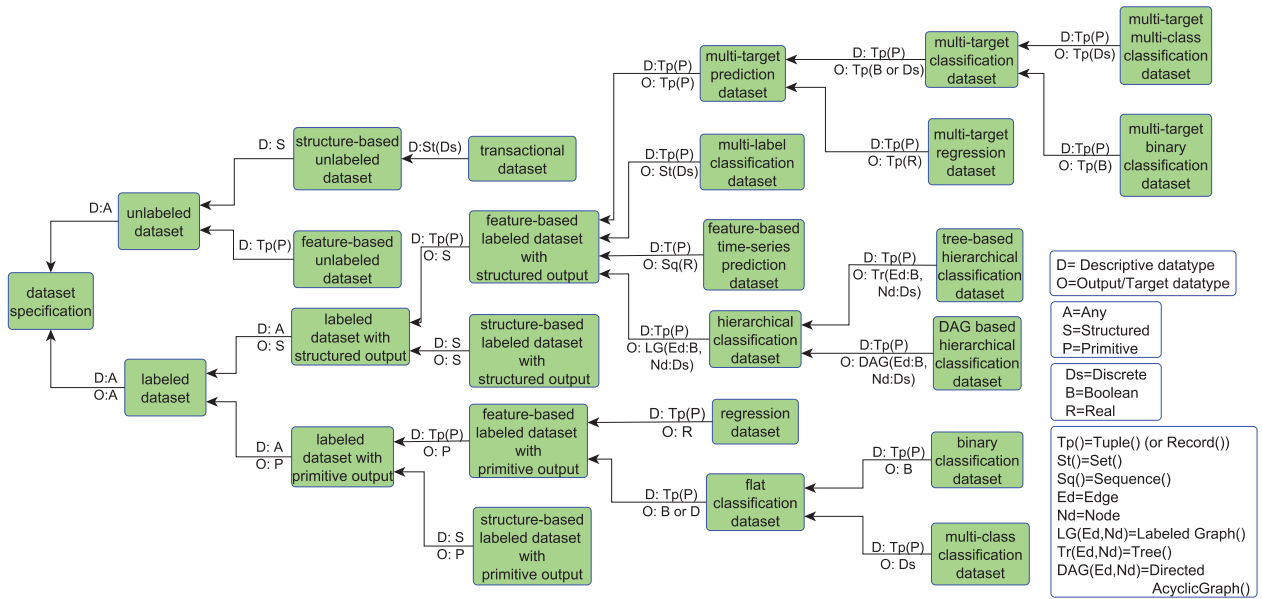 dataset
specification
D:A
unlabeled
dataset
D: S
structure-based
unlabeled
dataset
D:St(Ds)
transactional
dataset
D: Tp(P)
feature-based
unlabeled
dataset
D:A
O:A
labeled
dataset
D: A
O: S
labeled
dataset with
structured output
D: Tp(P)
O: S
feature-based
labeled dataset
with
structured output
D: S
O: S
structure-based
labeled dataset
with
structured output
D: A
O: P
labeled
dataset with
primitive output
D: Tp(P)
O: P
feature-based
labeled dataset
with
primitive output
D: S
O: P
structure-based
labeled dataset
with
primitive output
D:Tp(P)
O: Tp(P)
multi-target
prediction
dataset
D: Tp(P)
O: Tp(B or Ds)
multi-target
classification
dataset
D:Tp(P)
O: Tp(Ds)
multi-target
multi-class
classification
dataset
D:Tp(P)
O: Tp(B)
multi-target
binary
classification
dataset
D:Tp(P)
O: Tp(R)
multi-target
regression
dataset
D:Tp(P)
O: St(Ds)
multi-label
classification
dataset
D:T(P)
O: Sq(R)
feature-based
time-series
prediction
dataset
D:Tp(P)
O: LG(Ed:B,
Nd:Ds)
hierarchical
classification
dataset
D: Tp(P)
O: Tr(Ed:B,
Nd:Ds)
tree-based
hierarchical
classification
dataset
D:Tp(P)
O: DAG(Ed:B,
Nd:Ds)
DAG based
hierarchical
classification
dataset
D: Tp(P)
O: R
regression
dataset
D: Tp(P)
O: B or D
flat
classification
dataset
D: Tp(P)
O: B
binary
classification
dataset
D: Tp(P)
O: Ds
multi-class
classification
dataset
D= Descriptive datatype
O=Output/Target datatype
A=Any
S=Structured
P=Primitive
Ds=Discrete
B=Boolean
R=Real
Tp()=Tuple() (or Record())
St()=Set()
Sq()=Sequence()
Ed=Edge
Nd=Node
LG(Ed,Nd)=Labeled Graph()
Tr(Ed,Nd)=Tree()
DAG(Ed,Nd)=Directed
AcyclicGraph()